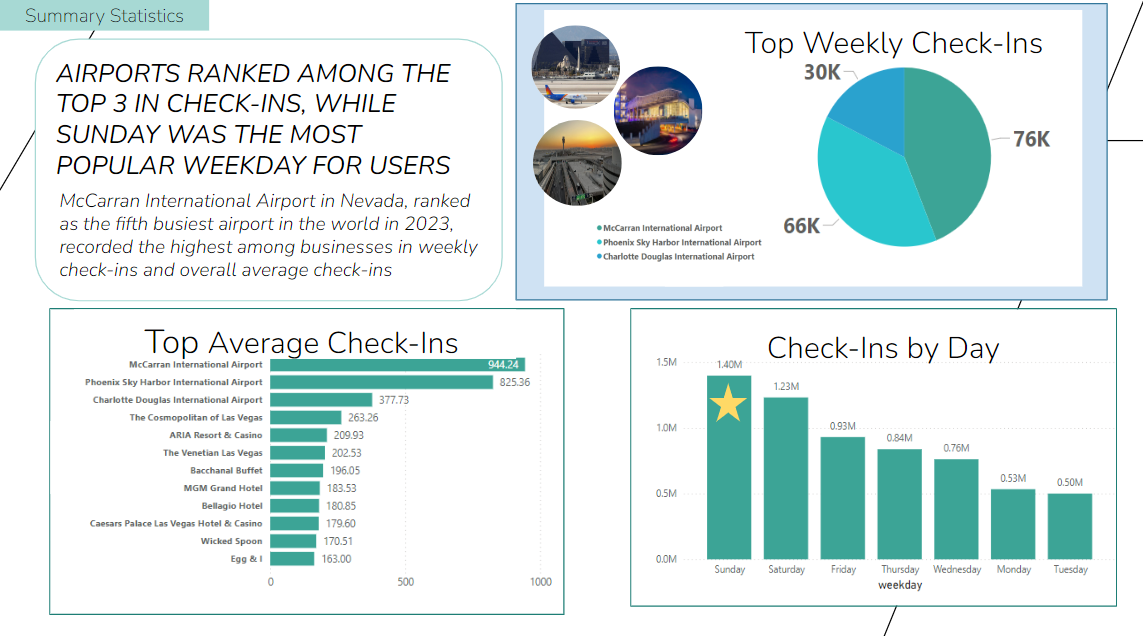 Summary Statistics
AIRPORTS RANKED AMONG THE
TOP 3 IN CHECK-INS, WHILE
SUNDAY WAS THE MOST
POPULAR WEEKDAY FOR USERS
McCarran International Airport in Nevada, ranked
as the fifth busiest airport in the world in 2023,
recorded the highest among businesses in weekly
check-ins and overall average check-ins
Top Weekly Check-Ins
30K
76K
66K
McCarran International Airport
Phoenix Sky Harbor International Airport
Charlotte Douglas International Airport
Top Average Check-Ins
McCarran International Airport 944.24
Phoenix Sky Harbor International Airport 825.36
Charlotte Douglas International Airport 377.73
The Cosmopolitan of Las Vegas 263.26
ARIA Resort & Casino 209.93
The Venetian Las Vegas 202.53
Bacchanal Buffet 196.05
MGM Grand Hotel 183.53
Bellagio Hotel 180.85
Caesars Palace Las Vegas Hotel & Casino 179.60
Wicked Spoon 170.51
Egg & I 163.00
0 500 1000
Check-Ins by Day
1.5M
1.0M
0.5M
0.0M
1.40M 1.23M 0.93M 0.84M 0.76M 0.53M 0.50M
Sunday Saturday Friday Thursday Wednesday Monday Tuesday
weekday